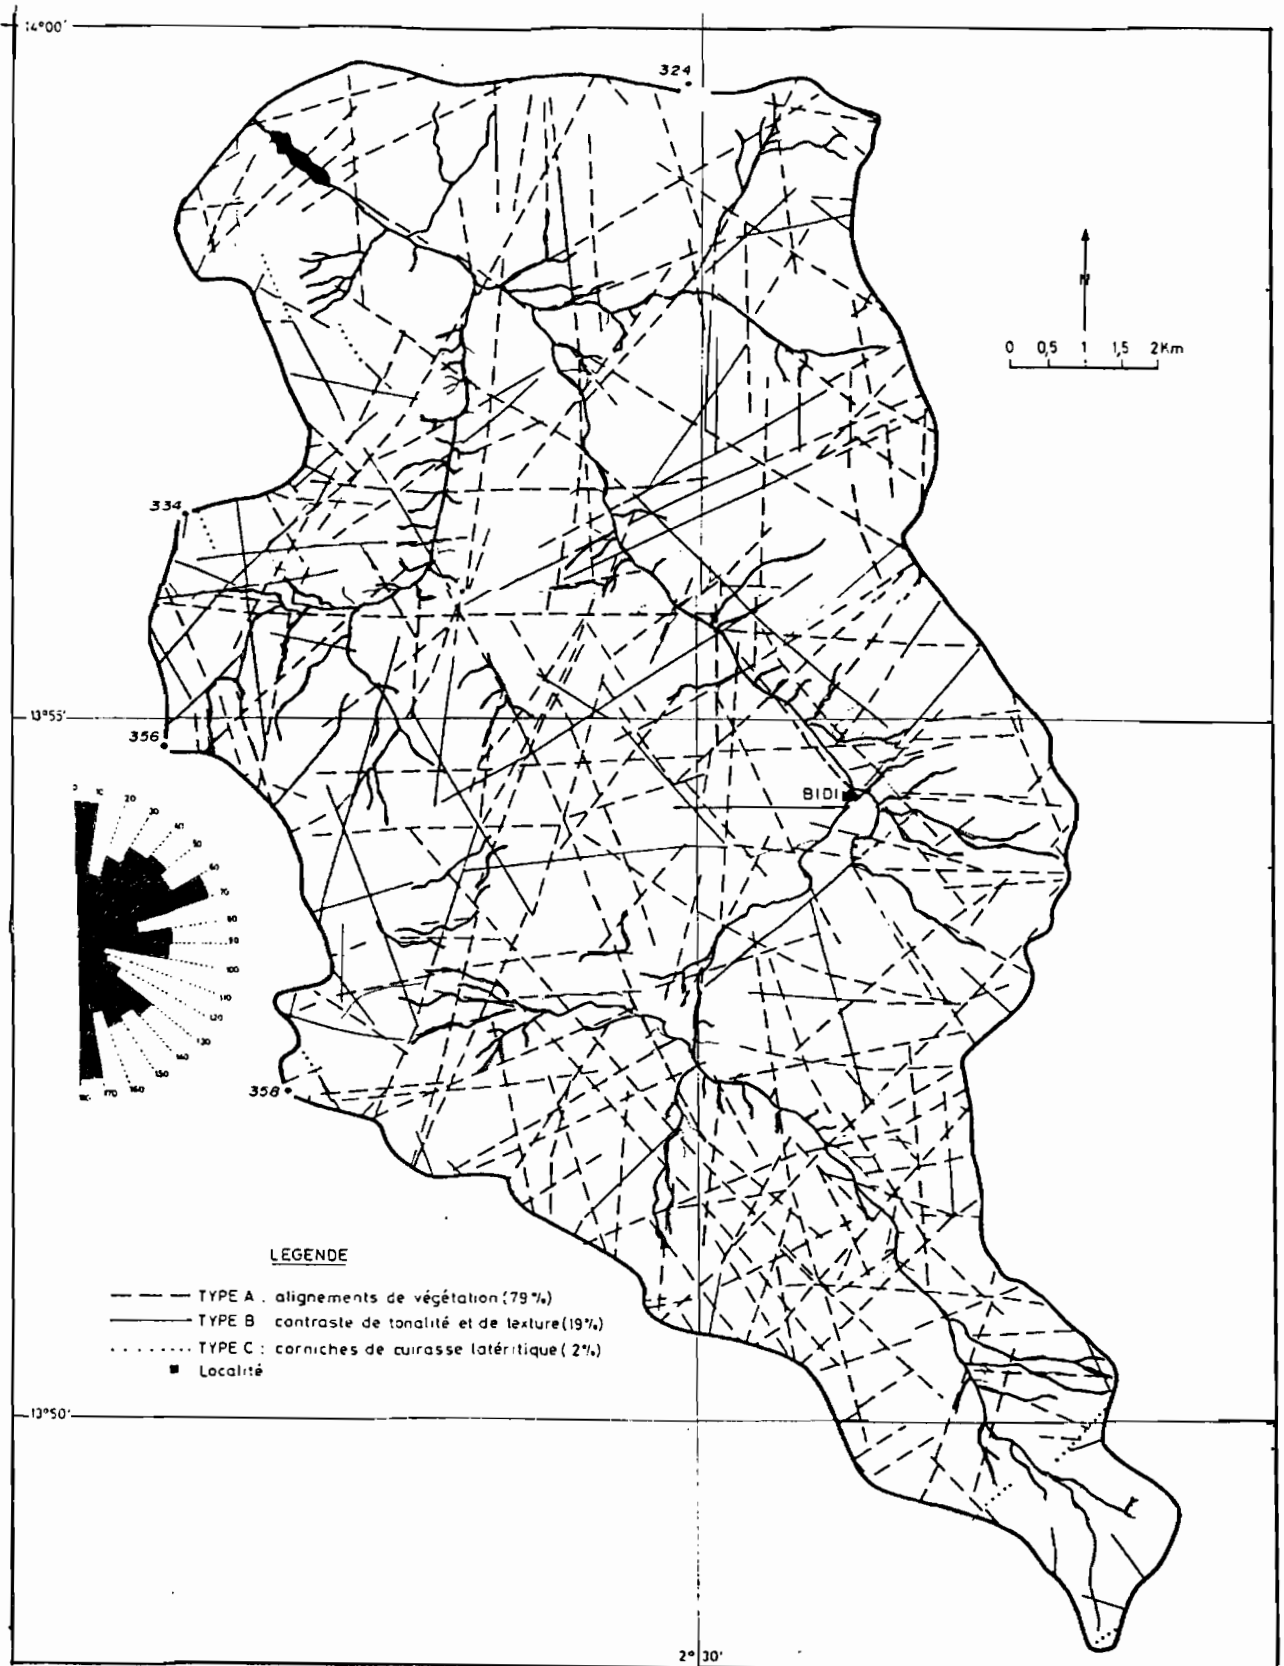 14°00'
324
N
0 0,5 1 1,5 2Km
334
13°55'
356
BIDI
0 10 20 30 40 50 60 70 80 90 100 110 120 130 140 150 160 170 180
358
LEGENDE
TYPE A . alignements de végétation (79%)
TYPE B contraste de tonalité et de texture (19%)
TYPE C : corniches de cuirasse latéritique ( 2%)
Localité
13°50'
2°30'